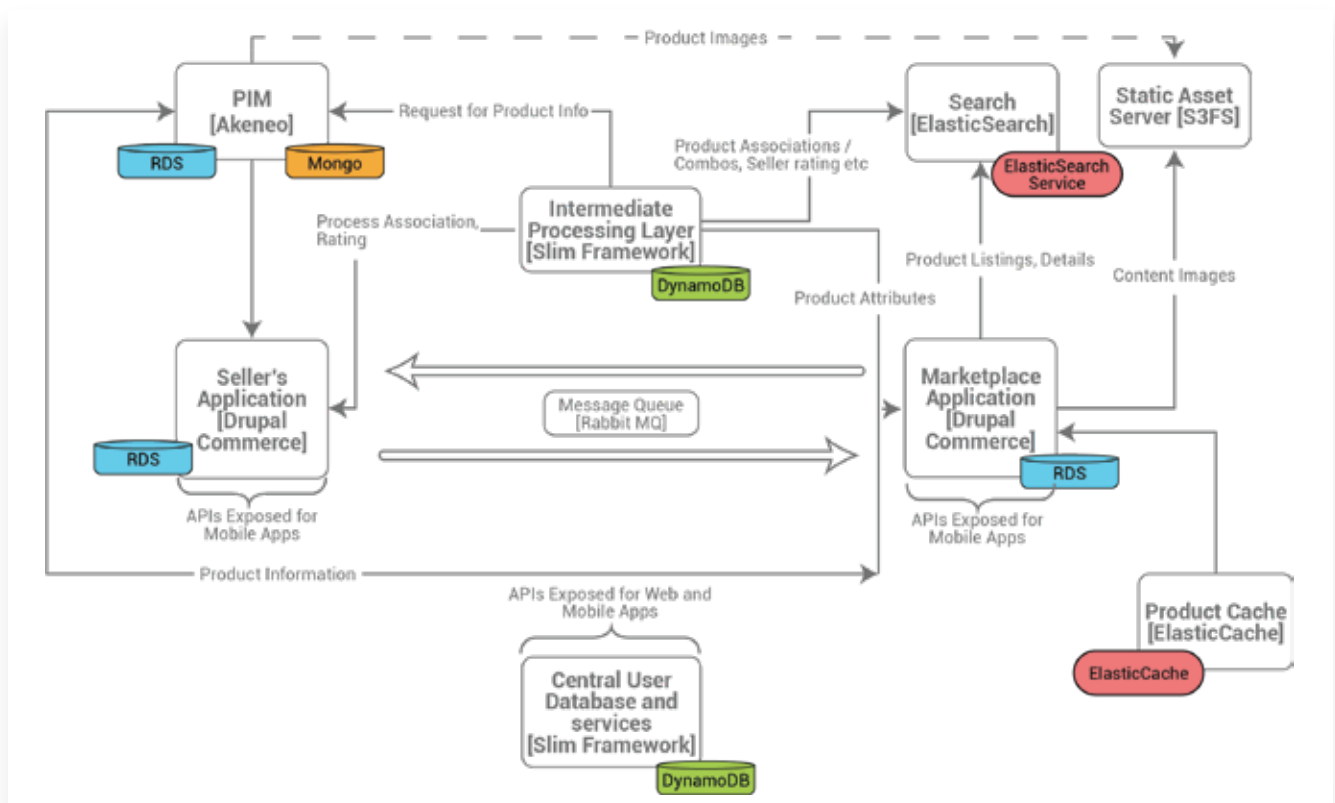 Product Images
PIM
[Akeneo]
RDS
Mongo
Request for Product Info
Search
[ElasticSearch]
ElasticSearch
Service
Static Asset
Server [S3FS]
Product Associations /
Combos, Seller rating etc
Intermediate
Processing Layer
[Slim Framework]
DynamoDB
Process Association,
Rating
Product Listings, Details
Content Images
Product Attributes
Seller's
Application
[Drupal
Commerce]
RDS
Message Queue
[Rabbit MQ]
Marketplace
Application
[Drupal
Commerce]
RDS
APIs Exposed for
Mobile Apps
APIs Exposed for
Mobile Apps
Product Information
APIs Exposed for Web and
Mobile Apps
Product Cache
[ElasticCache]
ElasticCache
Central User
Database and
services
[Slim Framework]
DynamoDB